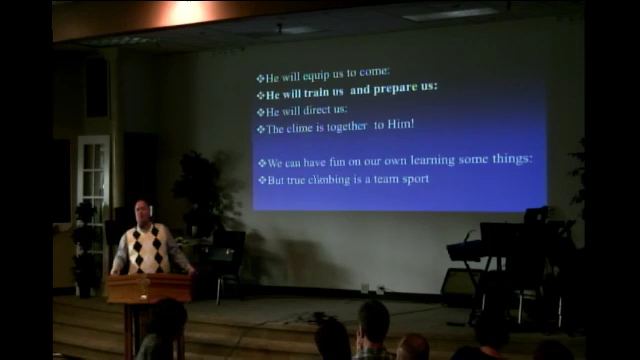 ❖He will equip us to come:
❖He will train us and prepare us:
❖He will direct us:
❖The clime is together to Him!
❖We can have fun on our own learning some things:
❖But true climbing is a team sport